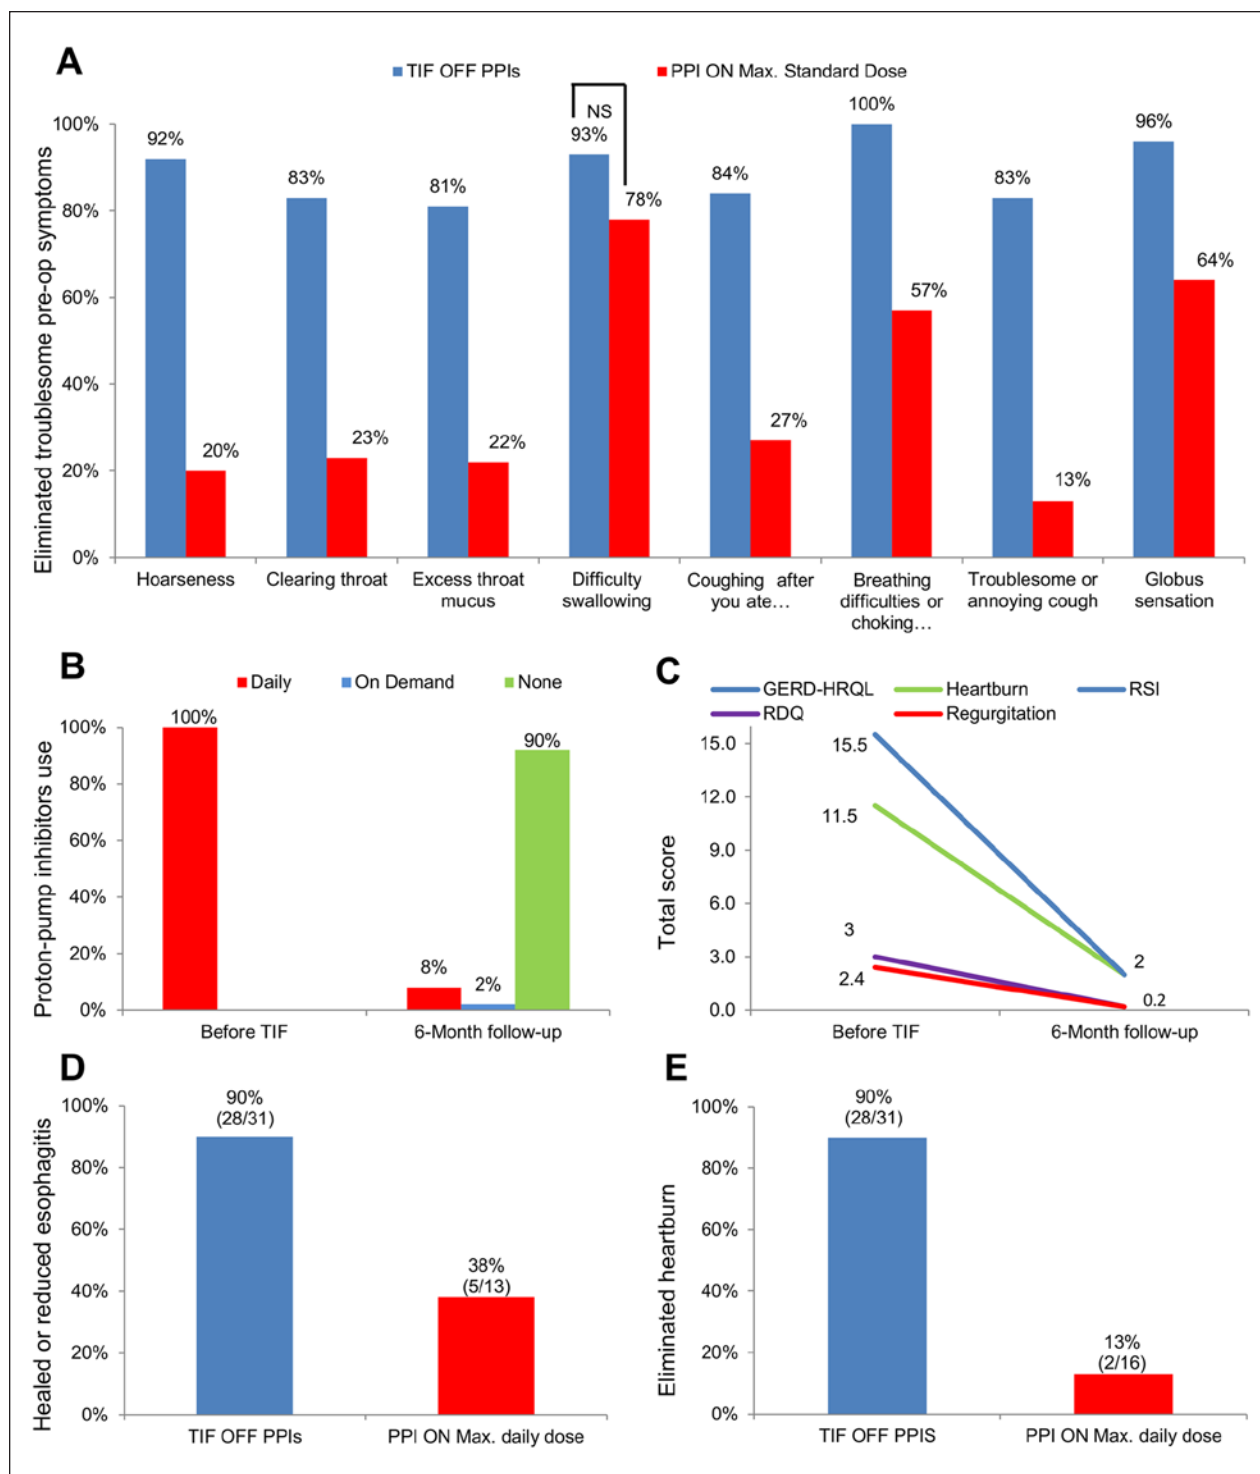 A
TIF OFF PPIs
PPI ON Max. Standard Dose
Eliminated troublesome pre-op symptoms
100%
80%
60%
40%
20%
0%
NS
92%
20%
83%
23%
81%
22%
93%
78%
84%
27%
100%
57%
83%
13%
96%
64%
Hoarseness
Clearing throat
Excess throat
mucus
Difficulty
swallowing
Coughing after
you ate…
Breathing
difficulties or
choking…
Troublesome or
annoying cough
Globus
sensation
B
Daily
On Demand
None
Proton-pump inhibitors use
100%
80%
60%
40%
20%
0%
100%
8%
2%
90%
Before TIF
6-Month follow-up
C
GERD-HRQL
Heartburn
RSI
RDQ
Regurgitation
Total score
15.0
12.0
9.0
6.0
3.0
0.0
15.5
11.5
3
2.4
2
0.2
Before TIF
6-Month follow-up
D
Healed or reduced esophagitis
100%
80%
60%
40%
20%
0%
90%
(28/31)
38%
(5/13)
TIF OFF PPIs
PPI ON Max. daily dose
E
Eliminated heartburn
100%
80%
60%
40%
20%
0%
90%
(28/31)
13%
(2/16)
TIF OFF PPIS
PPI ON Max. daily dose